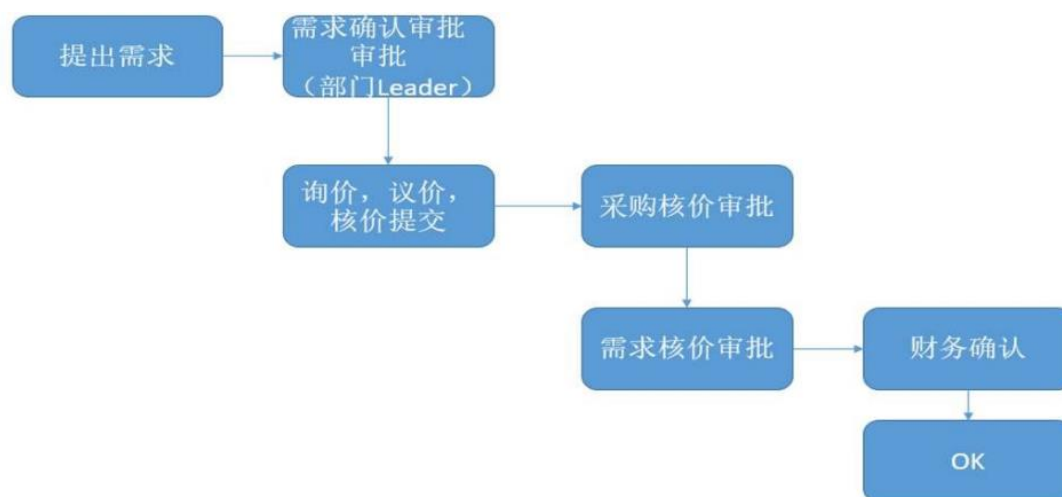 提出需求
需求确认审批
审批
（部门Leader）
询价，议价，
核价提交
采购核价审批
需求核价审批
财务确认
OK